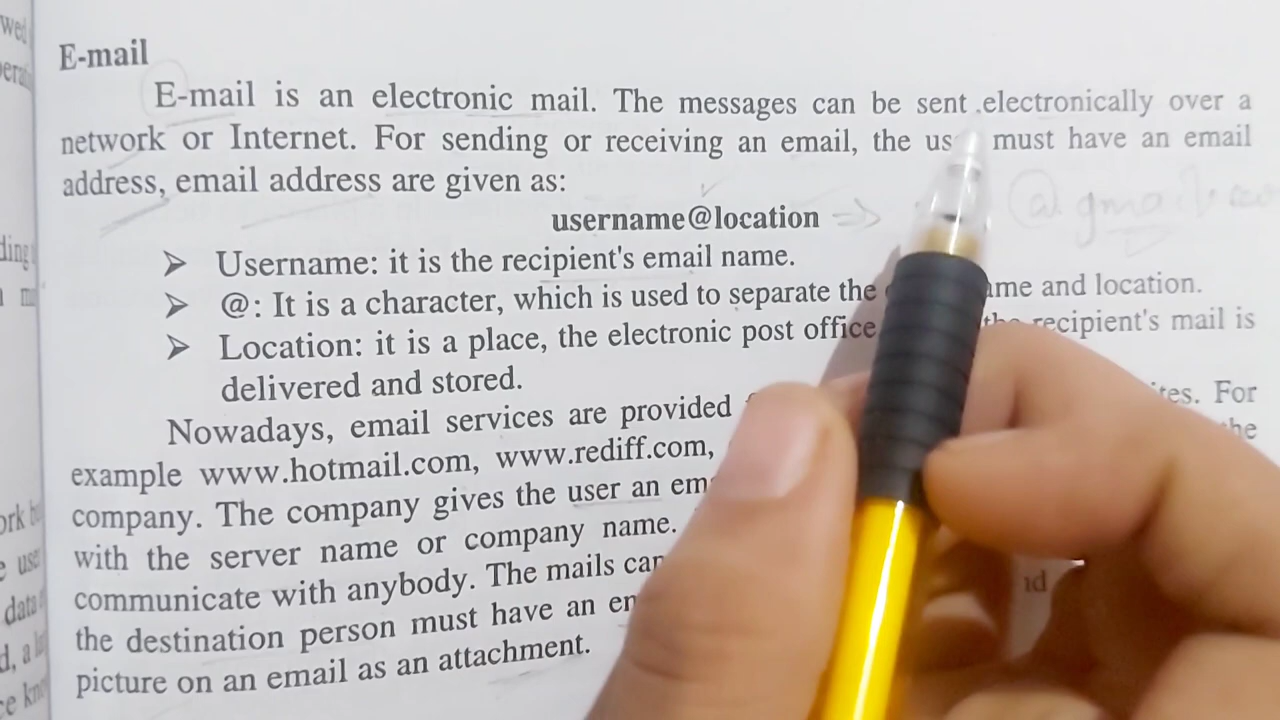 E-mail
E-mail is an electronic mail. The messages can be sent electronically over a
network or Internet. For sending or receiving an email, the must have an email
address, email address are given as:
username@location ⇒ @gmail.com
➤ Username: it is the recipient's email name.
➤ @: It is a character, which is used to separate the and location.
➤ Location: it is a place, the electronic post office recipient's mail is
delivered and stored.
Nowadays, email services are provided For
example www.hotmail.com, www.rediff.com, the
company. The company gives the user an
with the server name or company name.
communicate with anybody. The mails
the destination person must have an
picture on an email as an attachment.